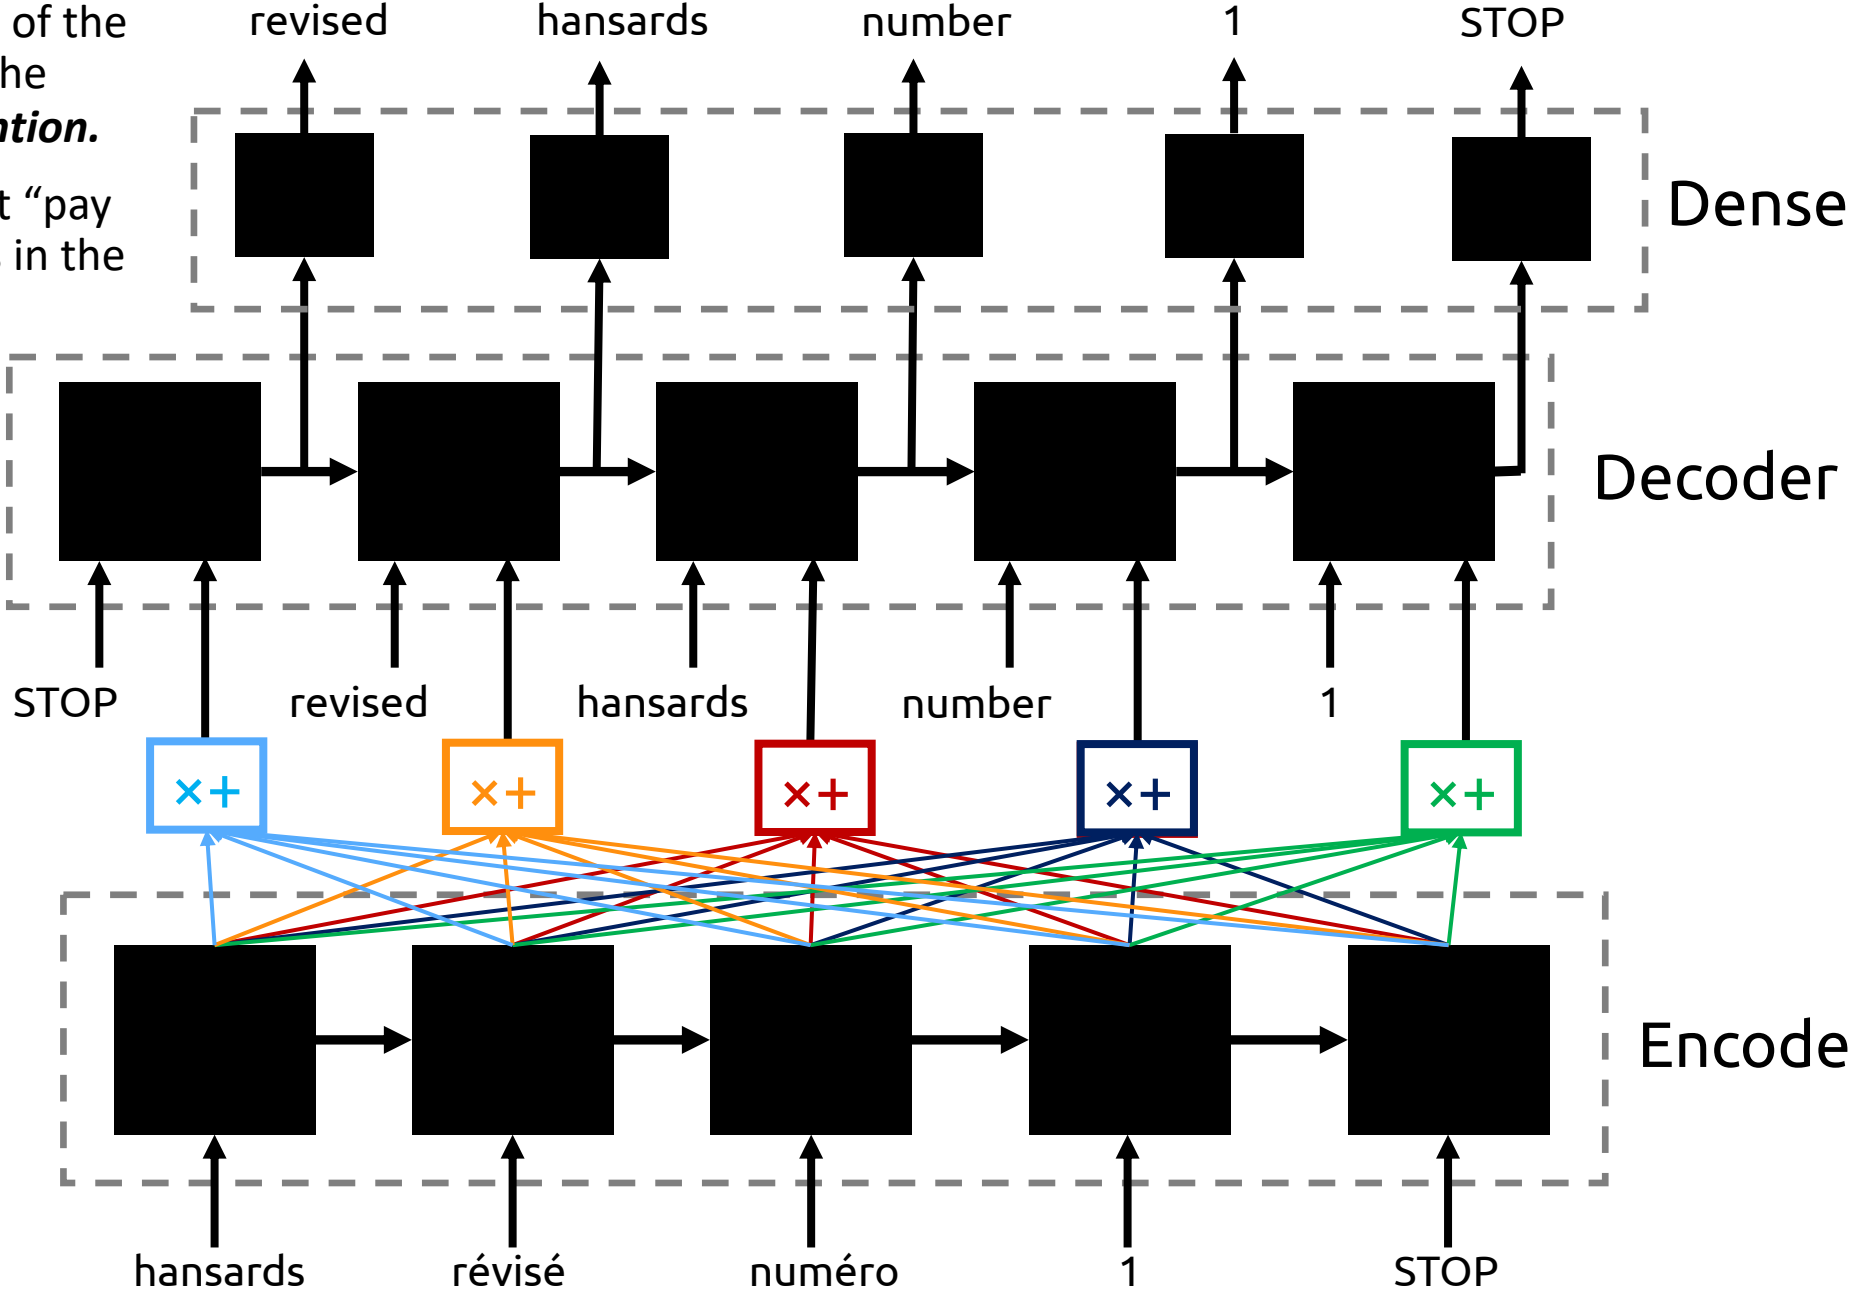 of the
he
ntion.
t “pay
s in the
revised hansards number 1 STOP
Dense
Decoder
STOP revised hansards number 1
×+ ×+ ×+ ×+ ×+
Encode
hansards révisé numéro 1 STOP